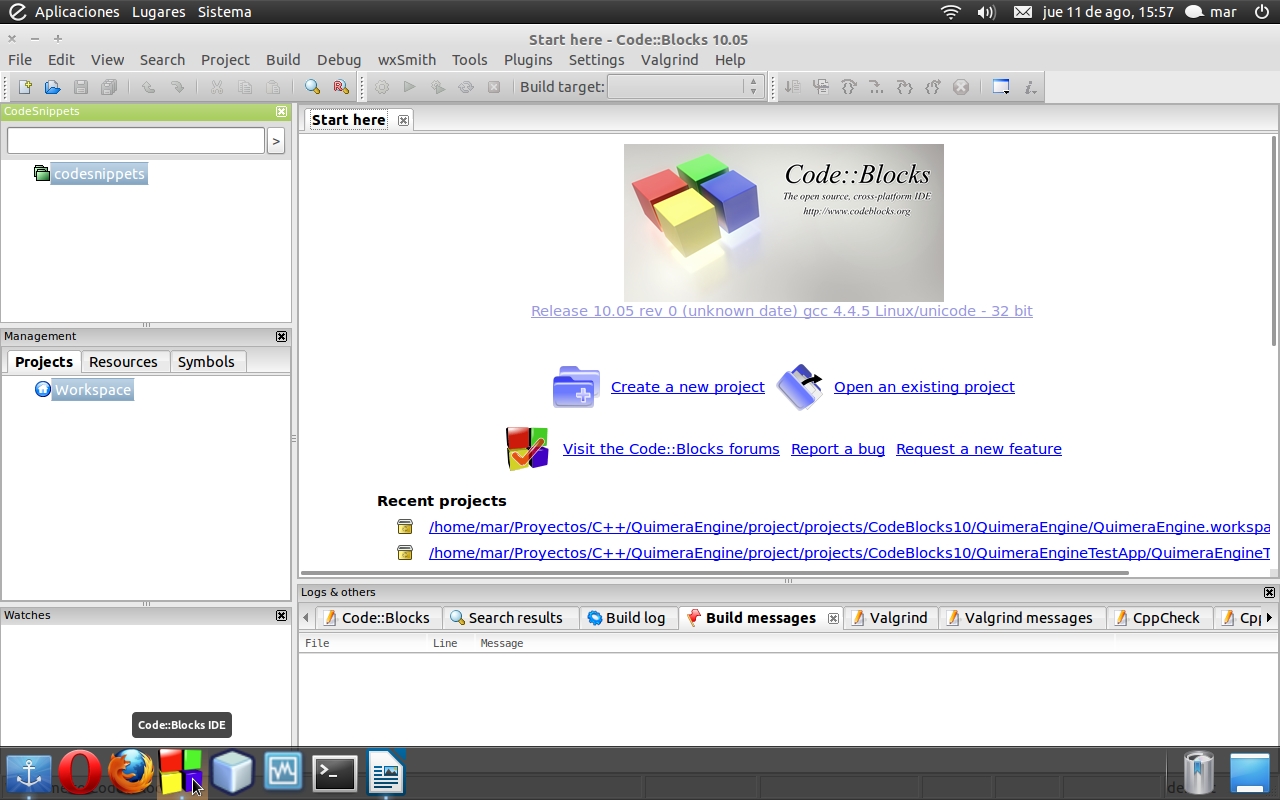 Aplicaciones Lugares Sistema jue 11 de ago, 15:57 mar
Start here - Code::Blocks 10.05
File Edit View Search Project Build Debug wxSmith Tools Plugins Settings Valgrind Help
Build target:
CodeSnippets
>
codesnippets
Management
Projects Resources Symbols
Workspace
Watches
Start here
Code::Blocks
The open source, cross-platform IDE
http://www.codeblocks.org
Release 10.05 rev 0 (unknown date) gcc 4.4.5 Linux/unicode - 32 bit
Create a new project Open an existing project
Visit the Code::Blocks forums Report a bug Request a new feature
Recent projects
/home/mar/Proyectos/C++/QuimeraEngine/project/projects/CodeBlocks10/QuimeraEngine/QuimeraEngine.workspa
/home/mar/Proyectos/C++/QuimeraEngine/project/projects/CodeBlocks10/QuimeraEngineTestApp/QuimeraEngineT
Logs & others
Code::Blocks Search results Build log Build messages Valgrind Valgrind messages CppCheck Cpp
File Line Message
Code::Blocks IDE